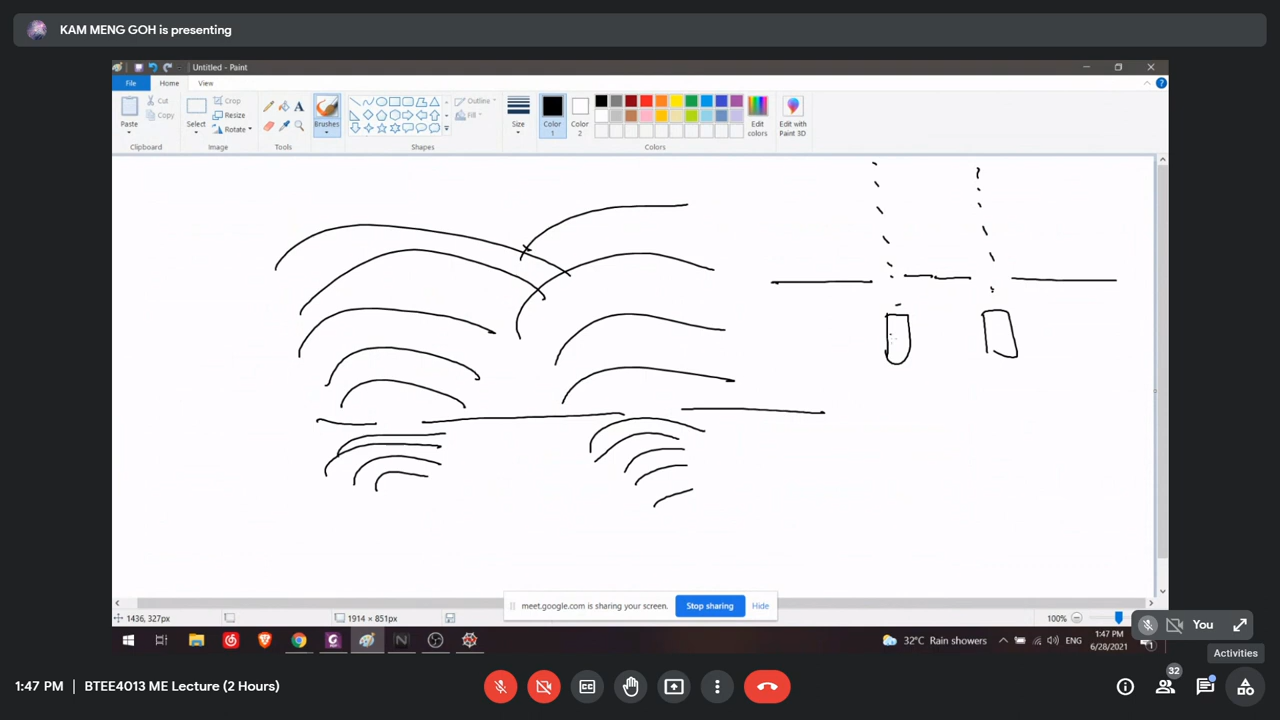 KAM MENG GOH is presenting
Untitled - Paint
File Home View
Paste
Cut
Copy
Clipboard
Select
Crop
Resize
Rotate
Image
Tools
Brushes
Outline
Fill
Shapes
Size
Color 1
Color 2
Edit colors
Edit with Paint 3D
Colors
meet.google.com is sharing your screen. Stop sharing Hide
1436, 327px 1914 × 851px 100%
32°C Rain showers ENG 1:47 PM
6/28/2021
You
Activities
1:47 PM | BTEE4013 ME Lecture (2 Hours) 32